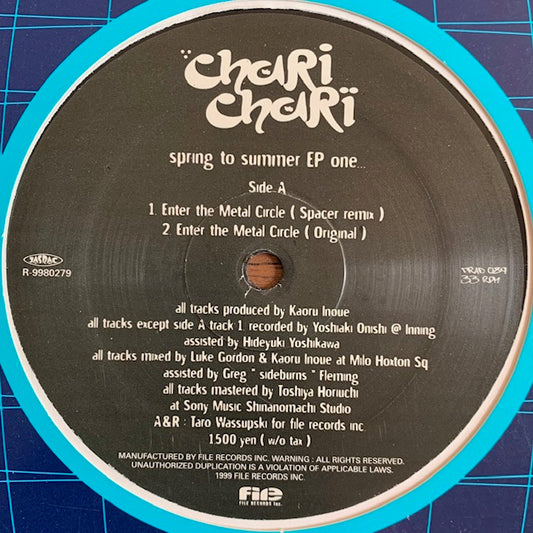 chari
chari
spring to summer EP one...
Side A
1. Enter the Metal Circle ( Spacer remix )
2. Enter the Metal Circle ( Original )
JASRAC
R-9980279
33 RPM
all tracks produced by Kaoru Inoue
all tracks except side A track 1 recorded by Yoshiaki Onishi @ Inning
assisted by Hideyuki Yoshikawa
all tracks mixed by Luke Gordon & Kaoru Inoue at Milo Hoxton Sq
assisted by Greg " sideburns " Fleming
all tracks mastered by Toshiya Horiuchi
at Sony Music Shinanomachi Studio
A&R : Taro Wassupski for file records inc.
1500 yen ( w/o tax )
MANUFACTURED BY FILE RECORDS INC. WARNING : ALL RIGHTS RESERVED.
UNAUTHORIZED DUPLICATION IS A VIOLATION OF APPLICABLE LAWS.
1999 FILE RECORDS INC.
file
FILE RECORDS Inc.